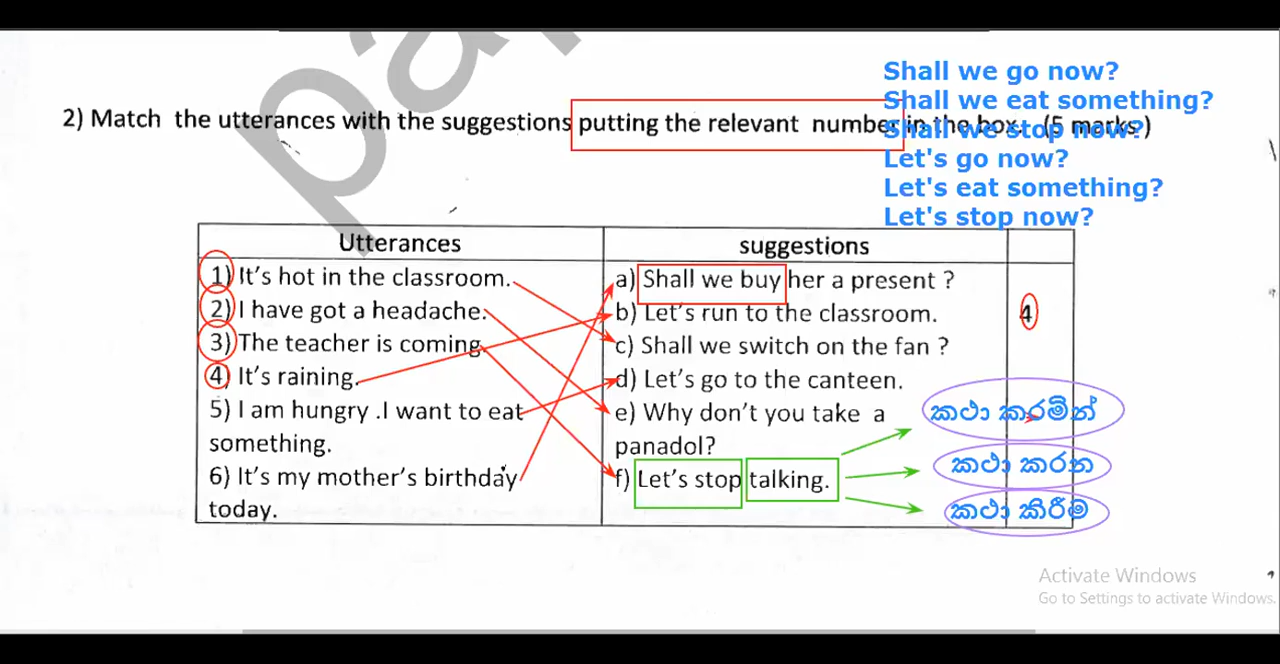 Shall we go now?
Shall we eat something?
2) Match the utterances with the suggestions putting the relevant number in the box. (5 marks)
Shall we stop now?
Let's go now?
Let's eat something?
Let's stop now?
Utterances suggestions
1) It's hot in the classroom. a) Shall we buy her a present ?
2) I have got a headache. b) Let's run to the classroom. 4
3) The teacher is coming. c) Shall we switch on the fan ?
4) It's raining. d) Let's go to the canteen.
5) I am hungry .I want to eat e) Why don't you take a කථා කරමින්
something. panadol?
කථා කරන
6) It's my mother's birthday f) Let's stop talking.
today. කථා කිරීම
Activate Windows
Go to Settings to activate Windows.